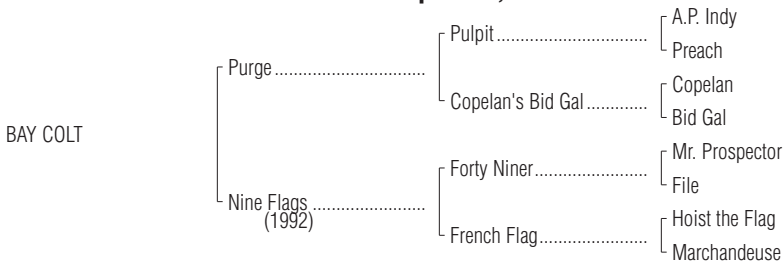 A.P. Indy
Pulpit
Preach
Purge
Copelan
Copelan's Bid Gal
Bid Gal
BAY COLT
Mr. Prospector
Forty Niner
File
Nine Flags
(1992)
Hoist the Flag
French Flag
Marchandeuse